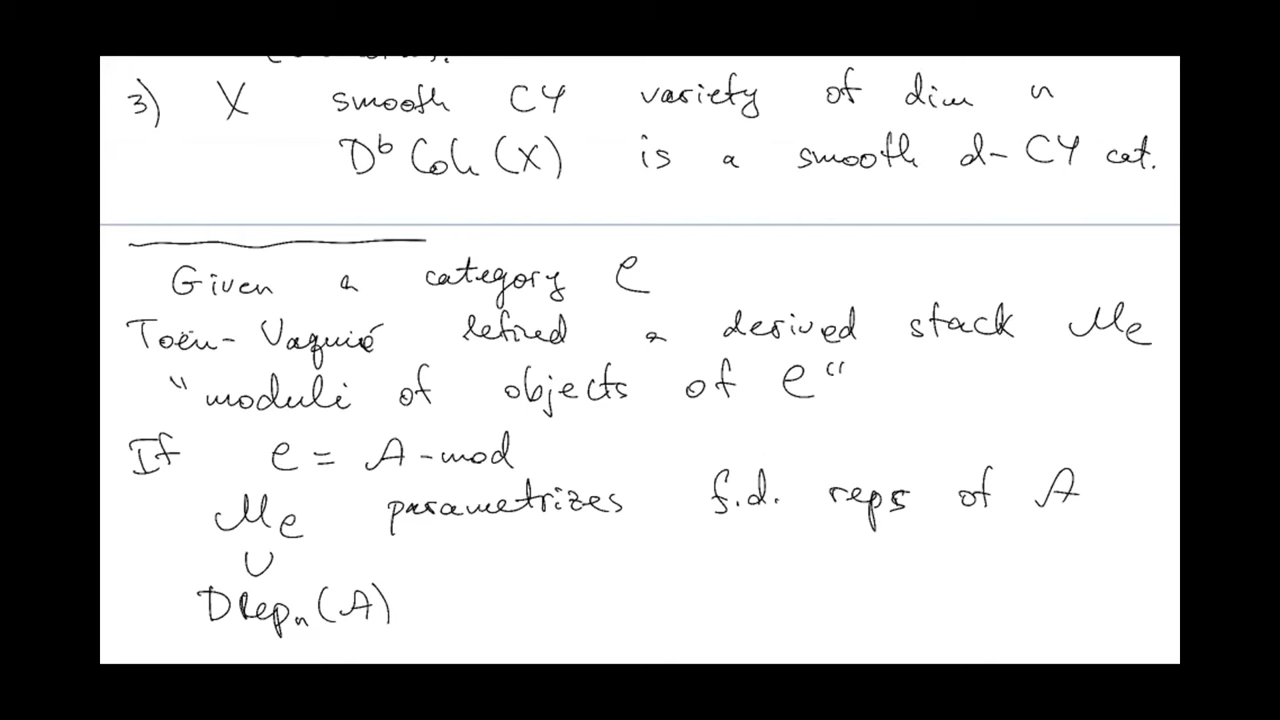 3) X smooth CY variety of dim n
D^b Coh (X) is a smooth d-CY cat.
Given a category C
Toën-Vaquié defined a derived stack M_C
"moduli of objects of C"
If C = A-mod
M_C parametrizes f.d. reps of A
∪
DRep_n(A)